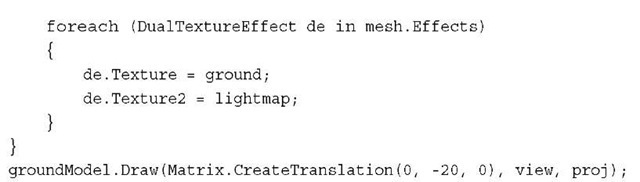 foreach (DualTextureEffect de in mesh.Effects)
{
de.Texture = ground;
de.Texture2 = lightmap;
}
}
groundModel.Draw(Matrix.CreateTranslation(0, -20, 0), view, proj);